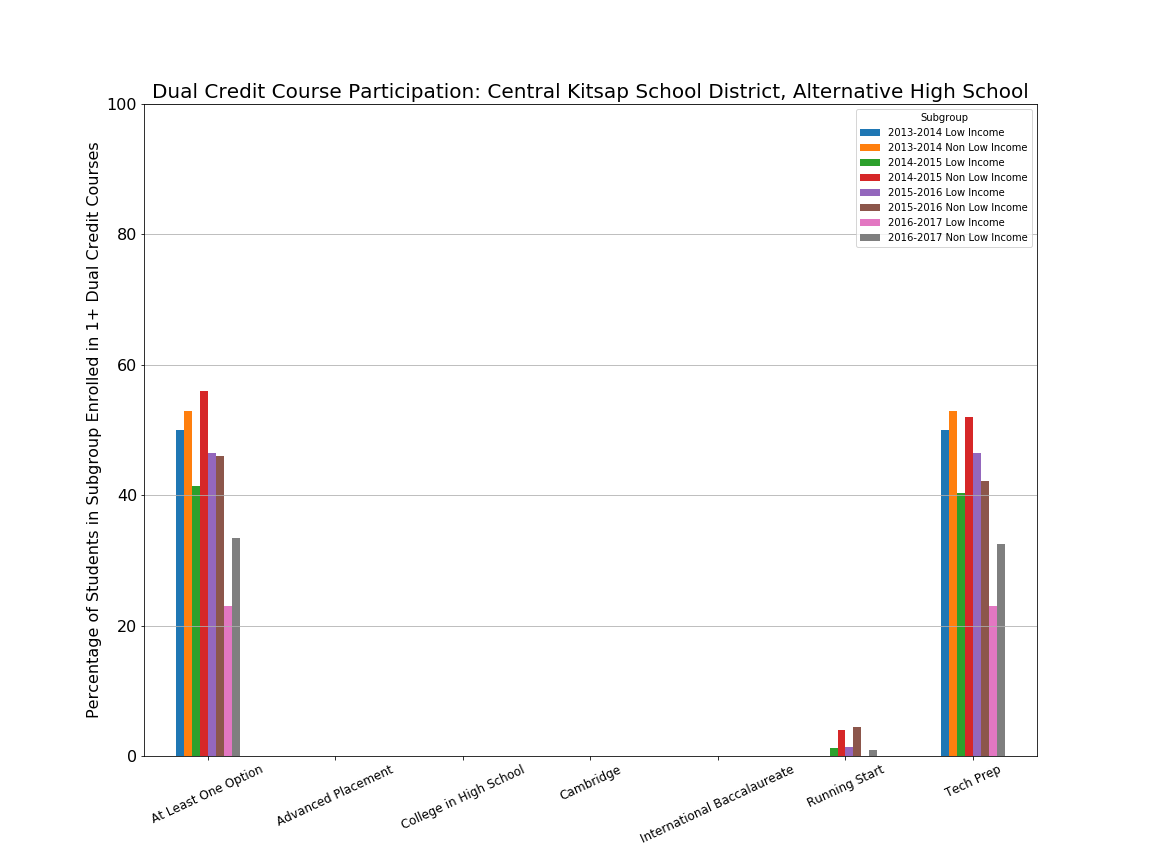 Dual Credit Course Participation: Central Kitsap School District, Alternative High School
Percentage of Students in Subgroup Enrolled in 1+ Dual Credit Courses
100
80
60
40
20
0
Subgroup
2013-2014 Low Income
2013-2014 Non Low Income
2014-2015 Low Income
2014-2015 Non Low Income
2015-2016 Low Income
2015-2016 Non Low Income
2016-2017 Low Income
2016-2017 Non Low Income
At Least One Option
Advanced Placement
College in High School
Cambridge
International Baccalaureate
Running Start
Tech Prep